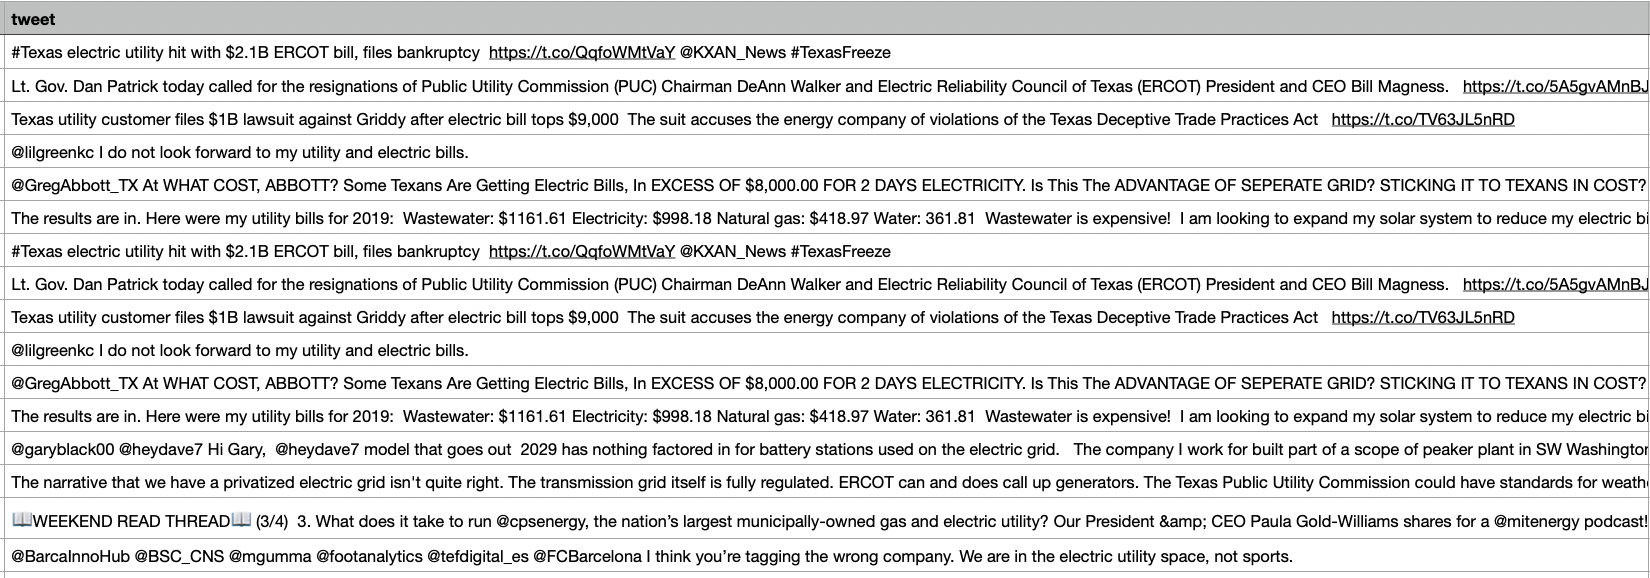 tweet
#Texas electric utility hit with $2.1B ERCOT bill, files bankruptcy  https://t.co/QqfoWMtVaY @KXAN_News #TexasFreeze
Lt. Gov. Dan Patrick today called for the resignations of Public Utility Commission (PUC) Chairman DeAnn Walker and Electric Reliability Council of Texas (ERCOT) President and CEO Bill Magness.   https://t.co/5A5gvAMnBJ
Texas utility customer files $1B lawsuit against Griddy after electric bill tops $9,000  The suit accuses the energy company of violations of the Texas Deceptive Trade Practices Act   https://t.co/TV63JL5nRD
@lilgreenkc I do not look forward to my utility and electric bills.
@GregAbbott_TX At WHAT COST, ABBOTT? Some Texans Are Getting Electric Bills, In EXCESS OF $8,000.00 FOR 2 DAYS ELECTRICITY. Is This The ADVANTAGE OF SEPERATE GRID? STICKING IT TO TEXANS IN COST?
The results are in. Here were my utility bills for 2019:  Wastewater: $1161.61 Electricity: $998.18 Natural gas: $418.97 Water: 361.81  Wastewater is expensive!  I am looking to expand my solar system to reduce my electric bi
#Texas electric utility hit with $2.1B ERCOT bill, files bankruptcy  https://t.co/QqfoWMtVaY @KXAN_News #TexasFreeze
Lt. Gov. Dan Patrick today called for the resignations of Public Utility Commission (PUC) Chairman DeAnn Walker and Electric Reliability Council of Texas (ERCOT) President and CEO Bill Magness.   https://t.co/5A5gvAMnBJ
Texas utility customer files $1B lawsuit against Griddy after electric bill tops $9,000  The suit accuses the energy company of violations of the Texas Deceptive Trade Practices Act   https://t.co/TV63JL5nRD
@lilgreenkc I do not look forward to my utility and electric bills.
@GregAbbott_TX At WHAT COST, ABBOTT? Some Texans Are Getting Electric Bills, In EXCESS OF $8,000.00 FOR 2 DAYS ELECTRICITY. Is This The ADVANTAGE OF SEPERATE GRID? STICKING IT TO TEXANS IN COST?
The results are in. Here were my utility bills for 2019:  Wastewater: $1161.61 Electricity: $998.18 Natural gas: $418.97 Water: 361.81  Wastewater is expensive!  I am looking to expand my solar system to reduce my electric bi
@garyblack00 @heydave7 Hi Gary,  @heydave7 model that goes out  2029 has nothing factored in for battery stations used on the electric grid.   The company I work for built part of a scope of peaker plant in SW Washington
The narrative that we have a privatized electric grid isn't quite right. The transmission grid itself is fully regulated. ERCOT can and does call up generators. The Texas Public Utility Commission could have standards for weath
📖WEEKEND READ THREAD📖 (3/4)  3. What does it take to run @cpsenergy, the nation’s largest municipally-owned gas and electric utility? Our President &amp; CEO Paula Gold-Williams shares for a @mitenergy podcast!
@BarcaInnoHub @BSC_CNS @mgumma @footanalytics @tefdigital_es @FCBarcelona I think you’re tagging the wrong company. We are in the electric utility space, not sports.